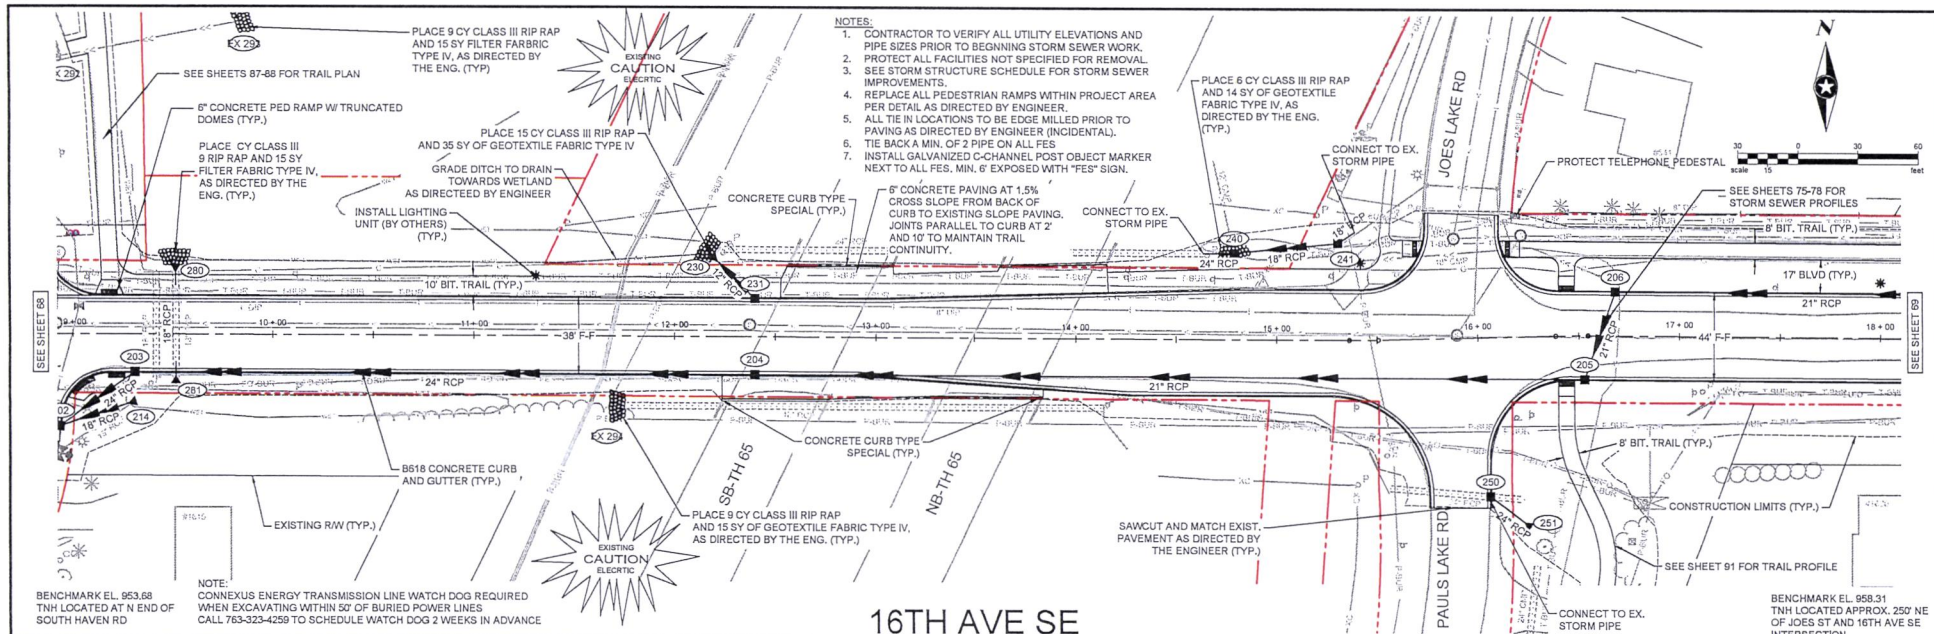 PLACE 9 CY CLASS III RIP RAP
AND 15 SY FILTER FARBRIC
TYPE IV, AS DIRECTED BY
THE ENG. (TYP)
EX 293
EX 292
SEE SHEETS 87-88 FOR TRAIL PLAN
6" CONCRETE PED RAMP W/ TRUNCATED
DOMES (TYP.)
PLACE CY CLASS III
9 RIP RAP AND 15 SY
FILTER FABRIC TYPE IV,
AS DIRECTED BY THE
ENG. (TYP.)
EXISTING
CAUTION
ELECRTIC
PLACE 15 CY CLASS III RIP RAP
AND 35 SY OF GEOTEXTILE FABRIC TYPE IV
GRADE DITCH TO DRAIN
TOWARDS WETLAND
AS DIRECTEED BY ENGINEER
INSTALL LIGHTING
UNIT (BY OTHERS)
(TYP.)
CONCRETE CURB TYPE
SPECIAL (TYP.)
NOTES:
1. CONTRACTOR TO VERIFY ALL UTILITY ELEVATIONS AND
PIPE SIZES PRIOR TO BEGNNING STORM SEWER WORK.
2. PROTECT ALL FACILITIES NOT SPECIFIED FOR REMOVAL.
3. SEE STORM STRUCTURE SCHEDULE FOR STORM SEWER
IMPROVEMENTS.
4. REPLACE ALL PEDESTRIAN RAMPS WITHIN PROJECT AREA
PER DETAIL AS DIRECTED BY ENGINEER.
5. ALL TIE IN LOCATIONS TO BE EDGE MILLED PRIOR TO
PAVING AS DIRECTED BY ENGINEER (INCIDENTAL).
6. TIE BACK A MIN. OF 2 PIPE ON ALL FES
7. INSTALL GALVANIZED C-CHANNEL POST OBJECT MARKER
NEXT TO ALL FES. MIN. 6' EXPOSED WITH "FES" SIGN.
6" CONCRETE PAVING AT 1.5%
CROSS SLOPE FROM BACK OF
CURB TO EXISTING SLOPE PAVING.
JOINTS PARALLEL TO CURB AT 2'
AND 10' TO MAINTAIN TRAIL
CONTINUITY.
CONNECT TO EX.
STORM PIPE
PLACE 6 CY CLASS III RIP RAP
AND 14 SY OF GEOTEXTILE
FABRIC TYPE IV, AS
DIRECTED BY THE ENG.
(TYP.)
CONNECT TO EX.
STORM PIPE
JOES LAKE RD
PROTECT TELEPHONE PEDESTAL
N
30 0 30 60
scale 15 feet
SEE SHEETS 75-78 FOR
STORM SEWER PROFILES
8' BIT. TRAIL (TYP.)
17' BLVD (TYP.)
280
230
231
240
241
206
12" RCP
24" RCP
18" RCP
18" RCP
10' BIT. TRAIL (TYP.)
21" RCP
SEE SHEET 68
9+00
10+00
11+00
12+00
13+00
14+00
15+00
16+00
17+00
18+00
18" RCP
38' F-F
44' F-F
21" RCP
SEE SHEET 69
203
204
205
24" RCP
21" RCP
24" RCP
18" RCP
02
214
281
EX 294
CONCRETE CURB TYPE
SPECIAL (TYP.)
B618 CONCRETE CURB
AND GUTTER (TYP.)
EXISTING R/W (TYP.)
SB-TH 65
NB-TH 65
PLACE 9 CY CLASS III RIP RAP
AND 15 SY OF GEOTEXTILE FABRIC TYPE IV,
AS DIRECTED BY THE ENG. (TYP.)
EXISTING
CAUTION
ELECRTIC
SAWCUT AND MATCH EXIST.
PAVEMENT AS DIRECTED BY
THE ENGINEER (TYP.)
PAULS LAKE RD
250
251
24" RCP
8' BIT. TRAIL (TYP.)
CONSTRUCTION LIMITS (TYP.)
SEE SHEET 91 FOR TRAIL PROFILE
CONNECT TO EX.
STORM PIPE
BENCHMARK EL. 953.68
TNH LOCATED AT N END OF
SOUTH HAVEN RD
NOTE:
CONNEXUS ENERGY TRANSMISSION LINE WATCH DOG REQUIRED
WHEN EXCAVATING WITHIN 50' OF BURIED POWER LINES
CALL 763-323-4259 TO SCHEDULE WATCH DOG 2 WEEKS IN ADVANCE
16TH AVE SE
BENCHMARK EL. 958.31
TNH LOCATED APPROX. 250' NE
OF JOES ST AND 16TH AVE SE
INTERSECTION